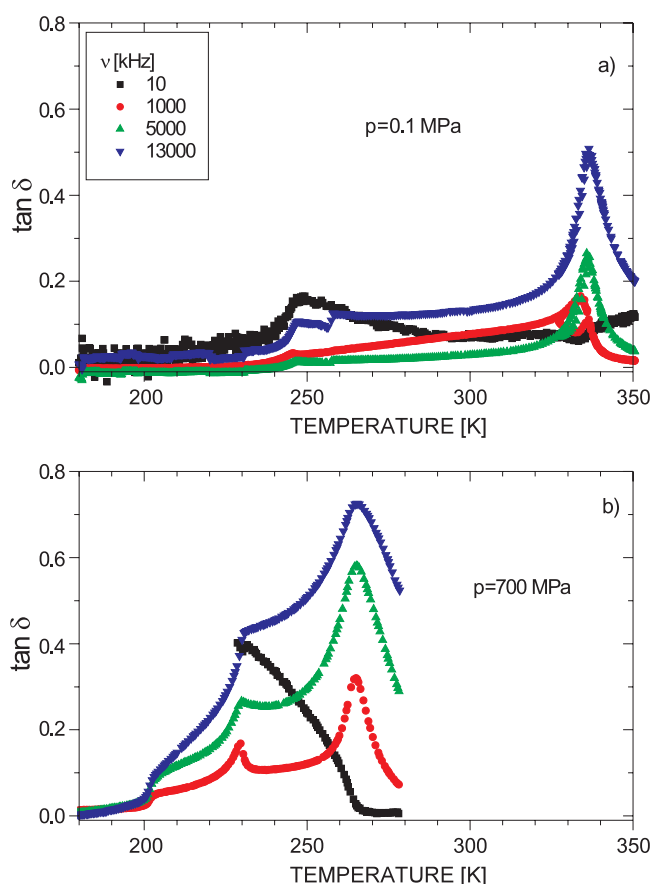 0.8
0.6
0.4
0.2
0.0
tan δ
ν [kHz]
10
1000
5000
13000
a)
p=0.1 MPa
200 250 300 350
TEMPERATURE [K]
0.8
0.6
0.4
0.2
0.0
tan δ
b)
p=700 MPa
200 250 300 350
TEMPERATURE [K]